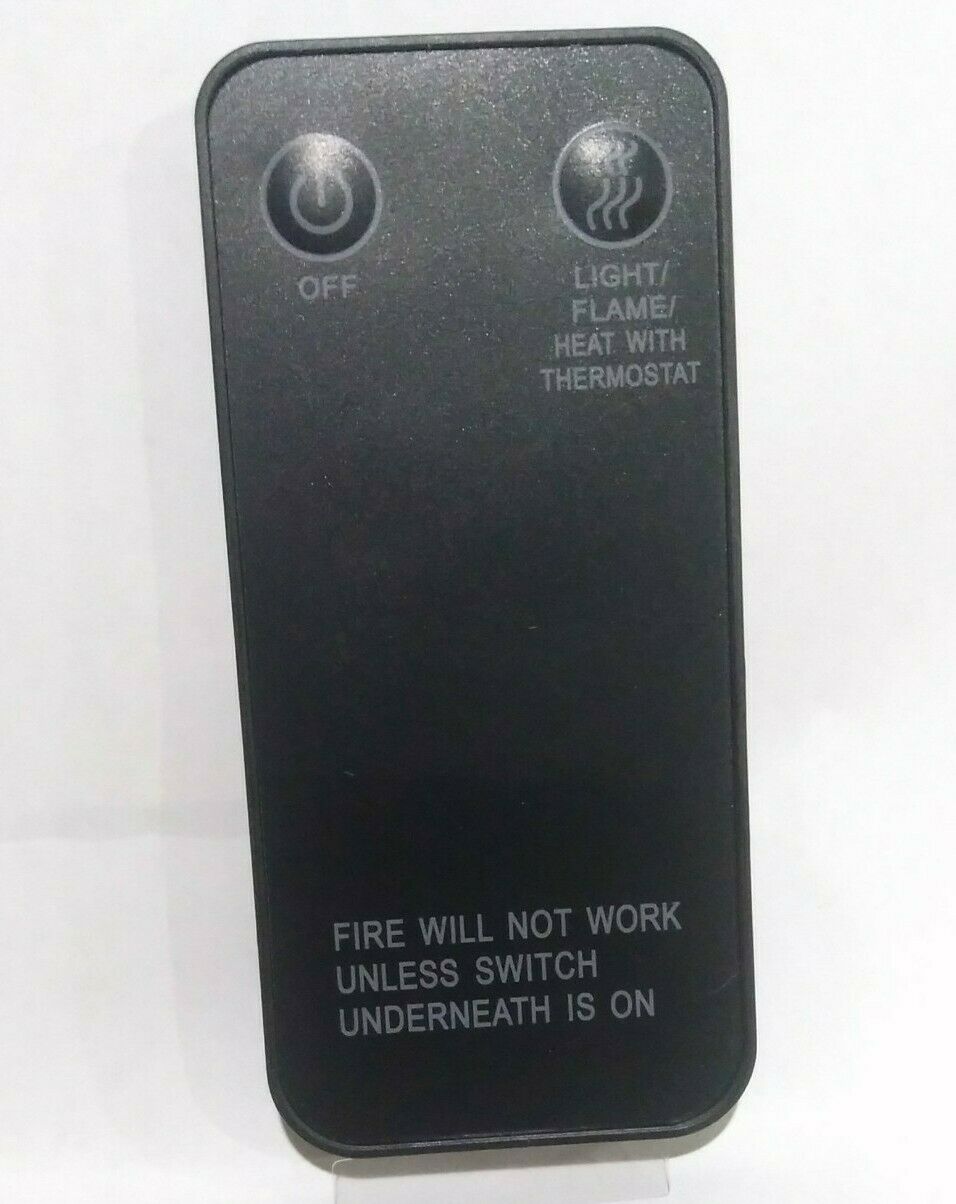 OFF
LIGHT/
FLAME/
HEAT WITH
THERMOSTAT
FIRE WILL NOT WORK
UNLESS SWITCH
UNDERNEATH IS ON